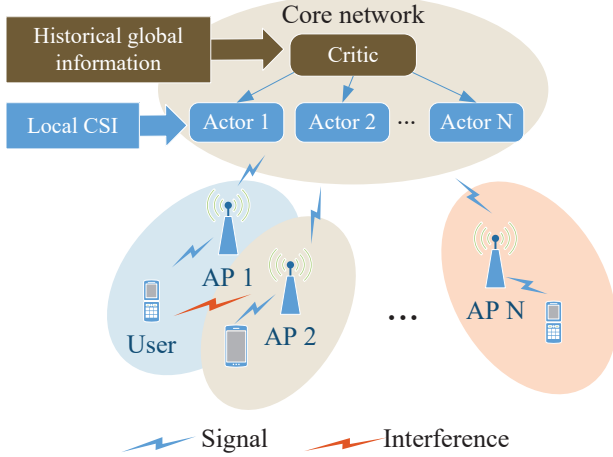 Core network
Historical global
information
Critic
Local CSI
Actor 1
Actor 2
...
Actor N
AP 1
AP 2
AP N
User
...
Signal
Interference